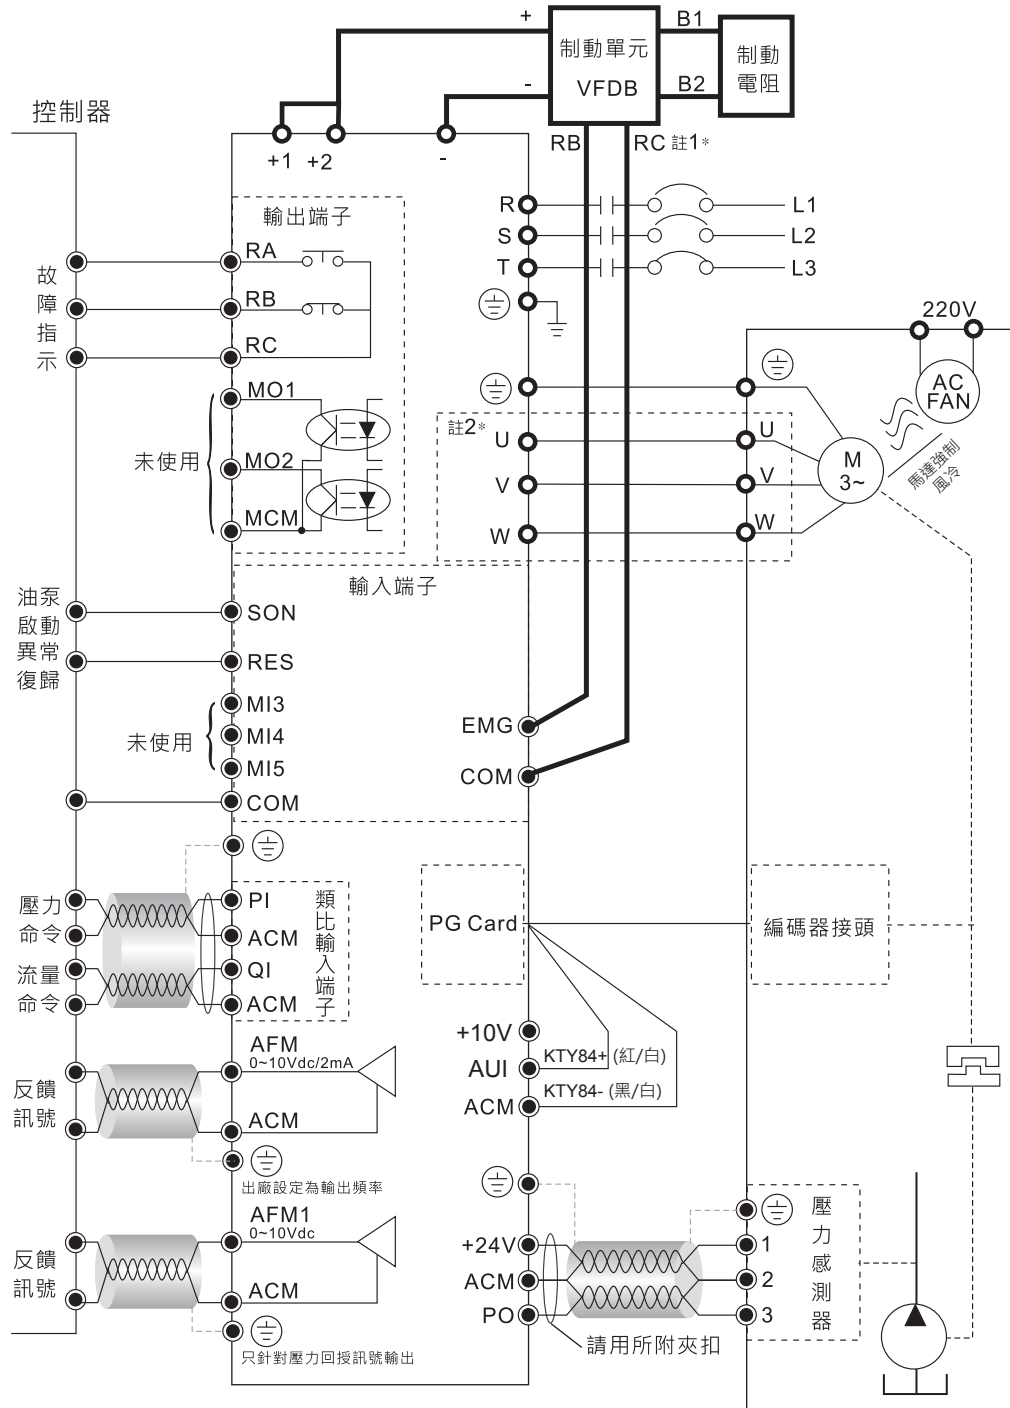 +
制動單元
VFDB
-
B1
B2
制動
電阻
控制器
+1
+2
-
RB
RC 註1*
R
S
T
L1
L2
L3
輸出端子
RA
RB
RC
故障指示
MO1
MO2
MCM
未使用
220V
AC
FAN
馬達強制
風冷
註2*
U
V
W
U
V
W
M
3~
輸入端子
油泵
啟動
異常
復歸
SON
RES
MI3
MI4
MI5
未使用
COM
EMG
COM
壓力
命令
流量
命令
PI
ACM
QI
ACM
類比輸入端子
PG Card
編碼器接頭
+10V
AUI
ACM
KTY84+ (紅/白)
KTY84- (黑/白)
反饋
訊號
AFM
0~10Vdc/2mA
ACM
出廠設定為輸出頻率
反饋
訊號
AFM1
0~10Vdc
ACM
只針對壓力回授訊號輸出
+24V
ACM
PO
1
2
3
壓力感測器
請用所附夾扣